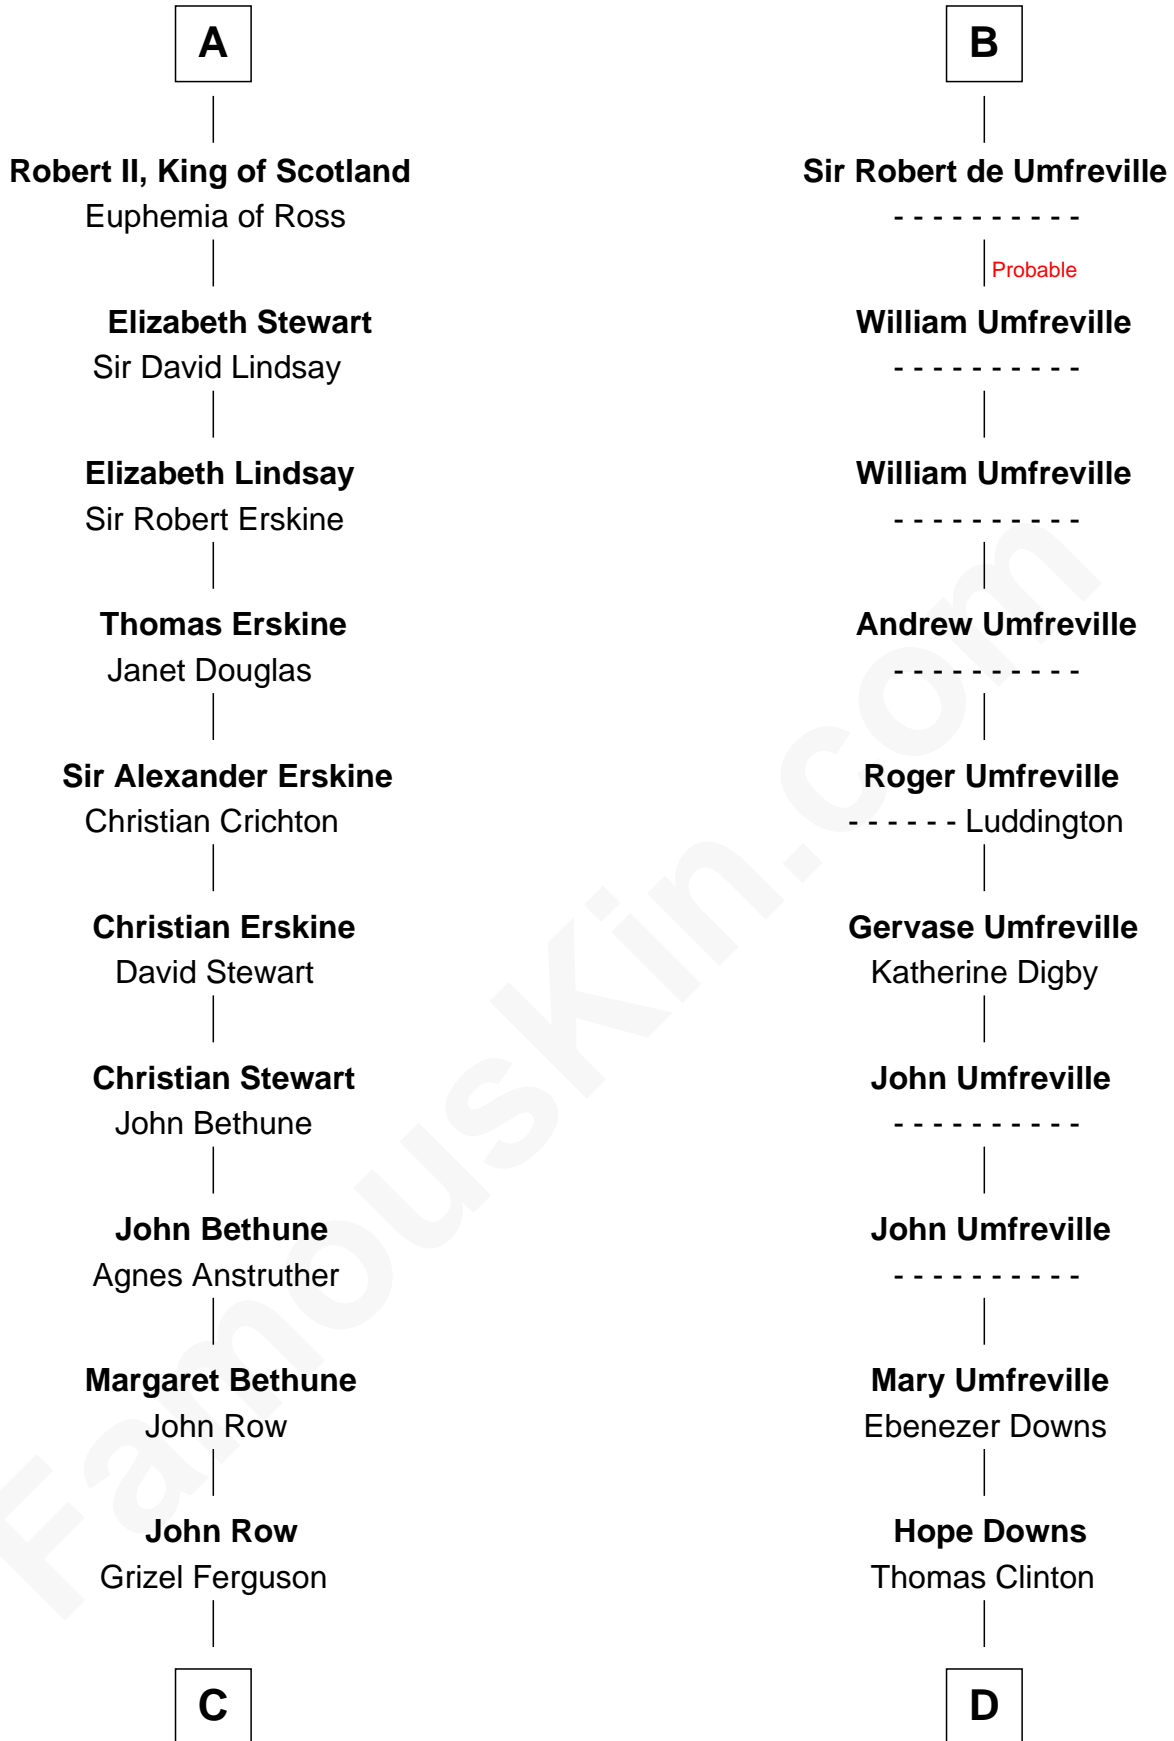 A
Robert II, King of Scotland
Euphemia of Ross
Elizabeth Stewart
Sir David Lindsay
Elizabeth Lindsay
Sir Robert Erskine
Thomas Erskine
Janet Douglas
Sir Alexander Erskine
Christian Crichton
Christian Erskine
David Stewart
Christian Stewart
John Bethune
John Bethune
Agnes Anstruther
Margaret Bethune
John Row
John Row
Grizel Ferguson
C
B
Sir Robert de Umfreville
- - - - - - - - - -
Probable
William Umfreville
- - - - - - - - - -
William Umfreville
- - - - - - - - - -
Andrew Umfreville
- - - - - - - - - -
Roger Umfreville
- - - - - - Luddington
Gervase Umfreville
Katherine Digby
John Umfreville
- - - - - - - - - -
John Umfreville
- - - - - - - - - -
Mary Umfreville
Ebenezer Downs
Hope Downs
Thomas Clinton
D
FamousKin.com